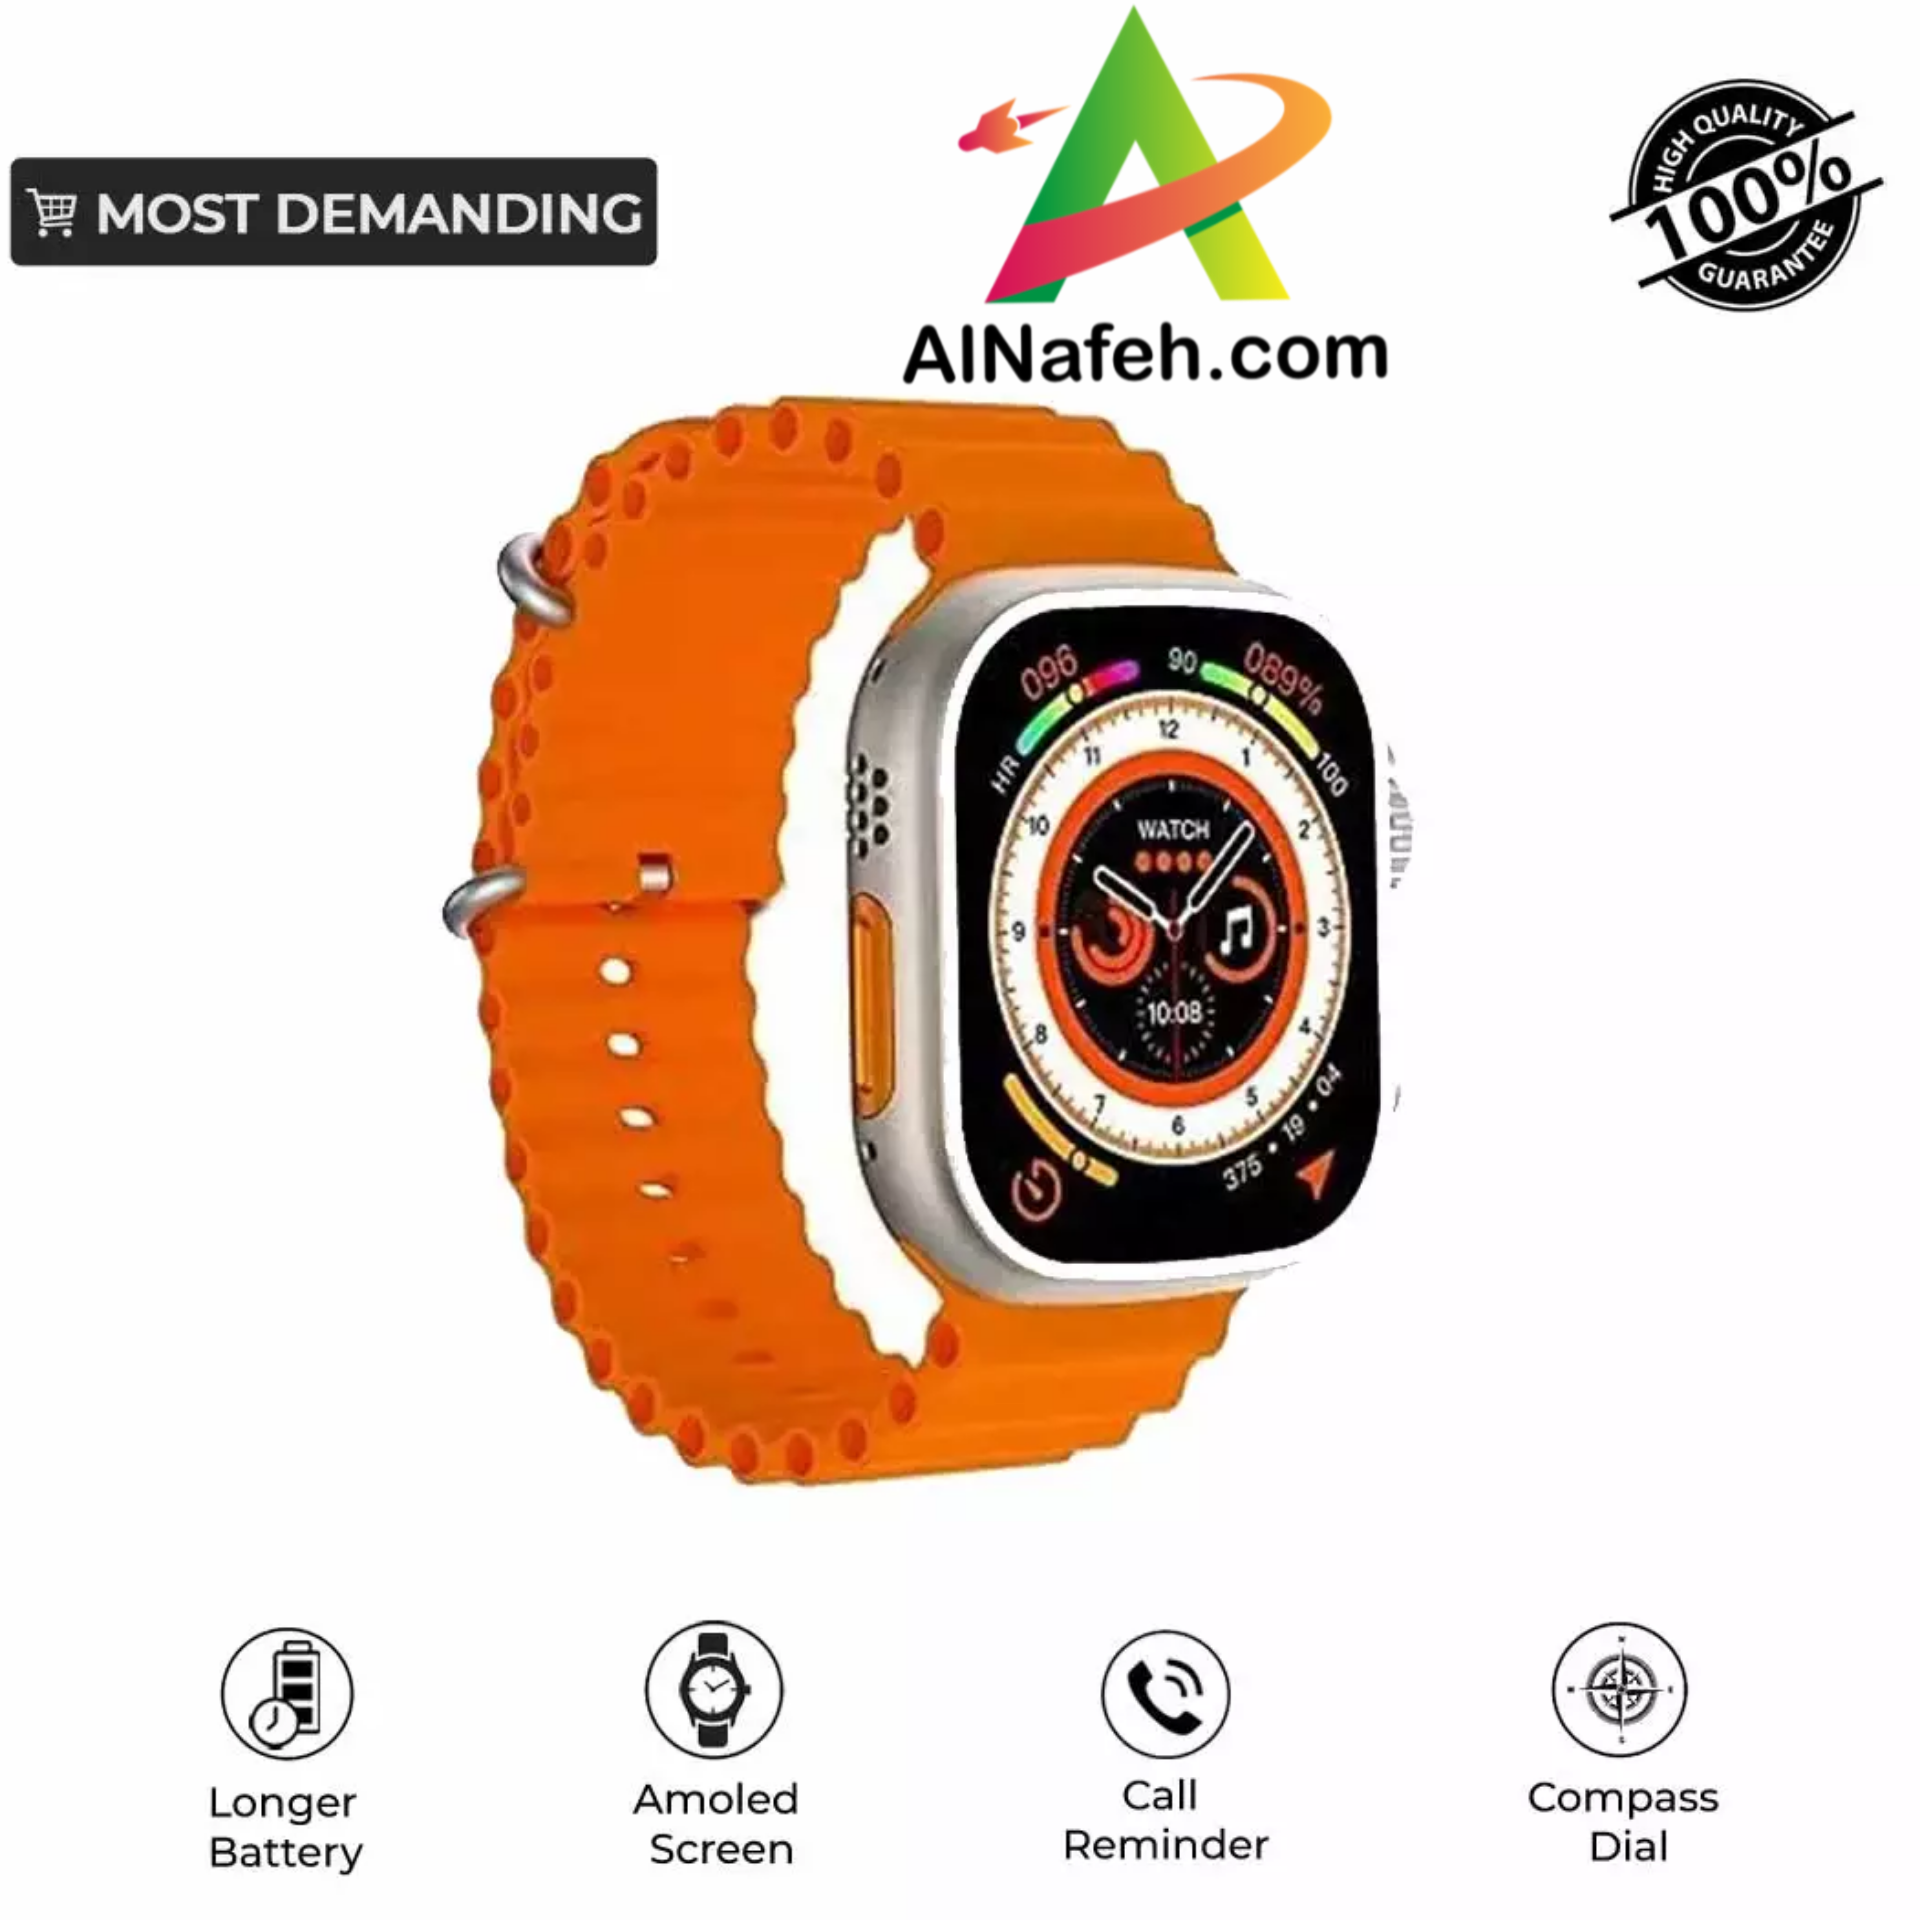 MOST DEMANDING
AlNafeh.com
HIGH QUALITY
100%
GUARANTEE
096
90
089%
HR
100
12
11
1
10
2
WATCH
9
3
10:08
8
4
7
5
6
375 • 19 • 04
Longer
Battery
Amoled
Screen
Call
Reminder
Compass
Dial